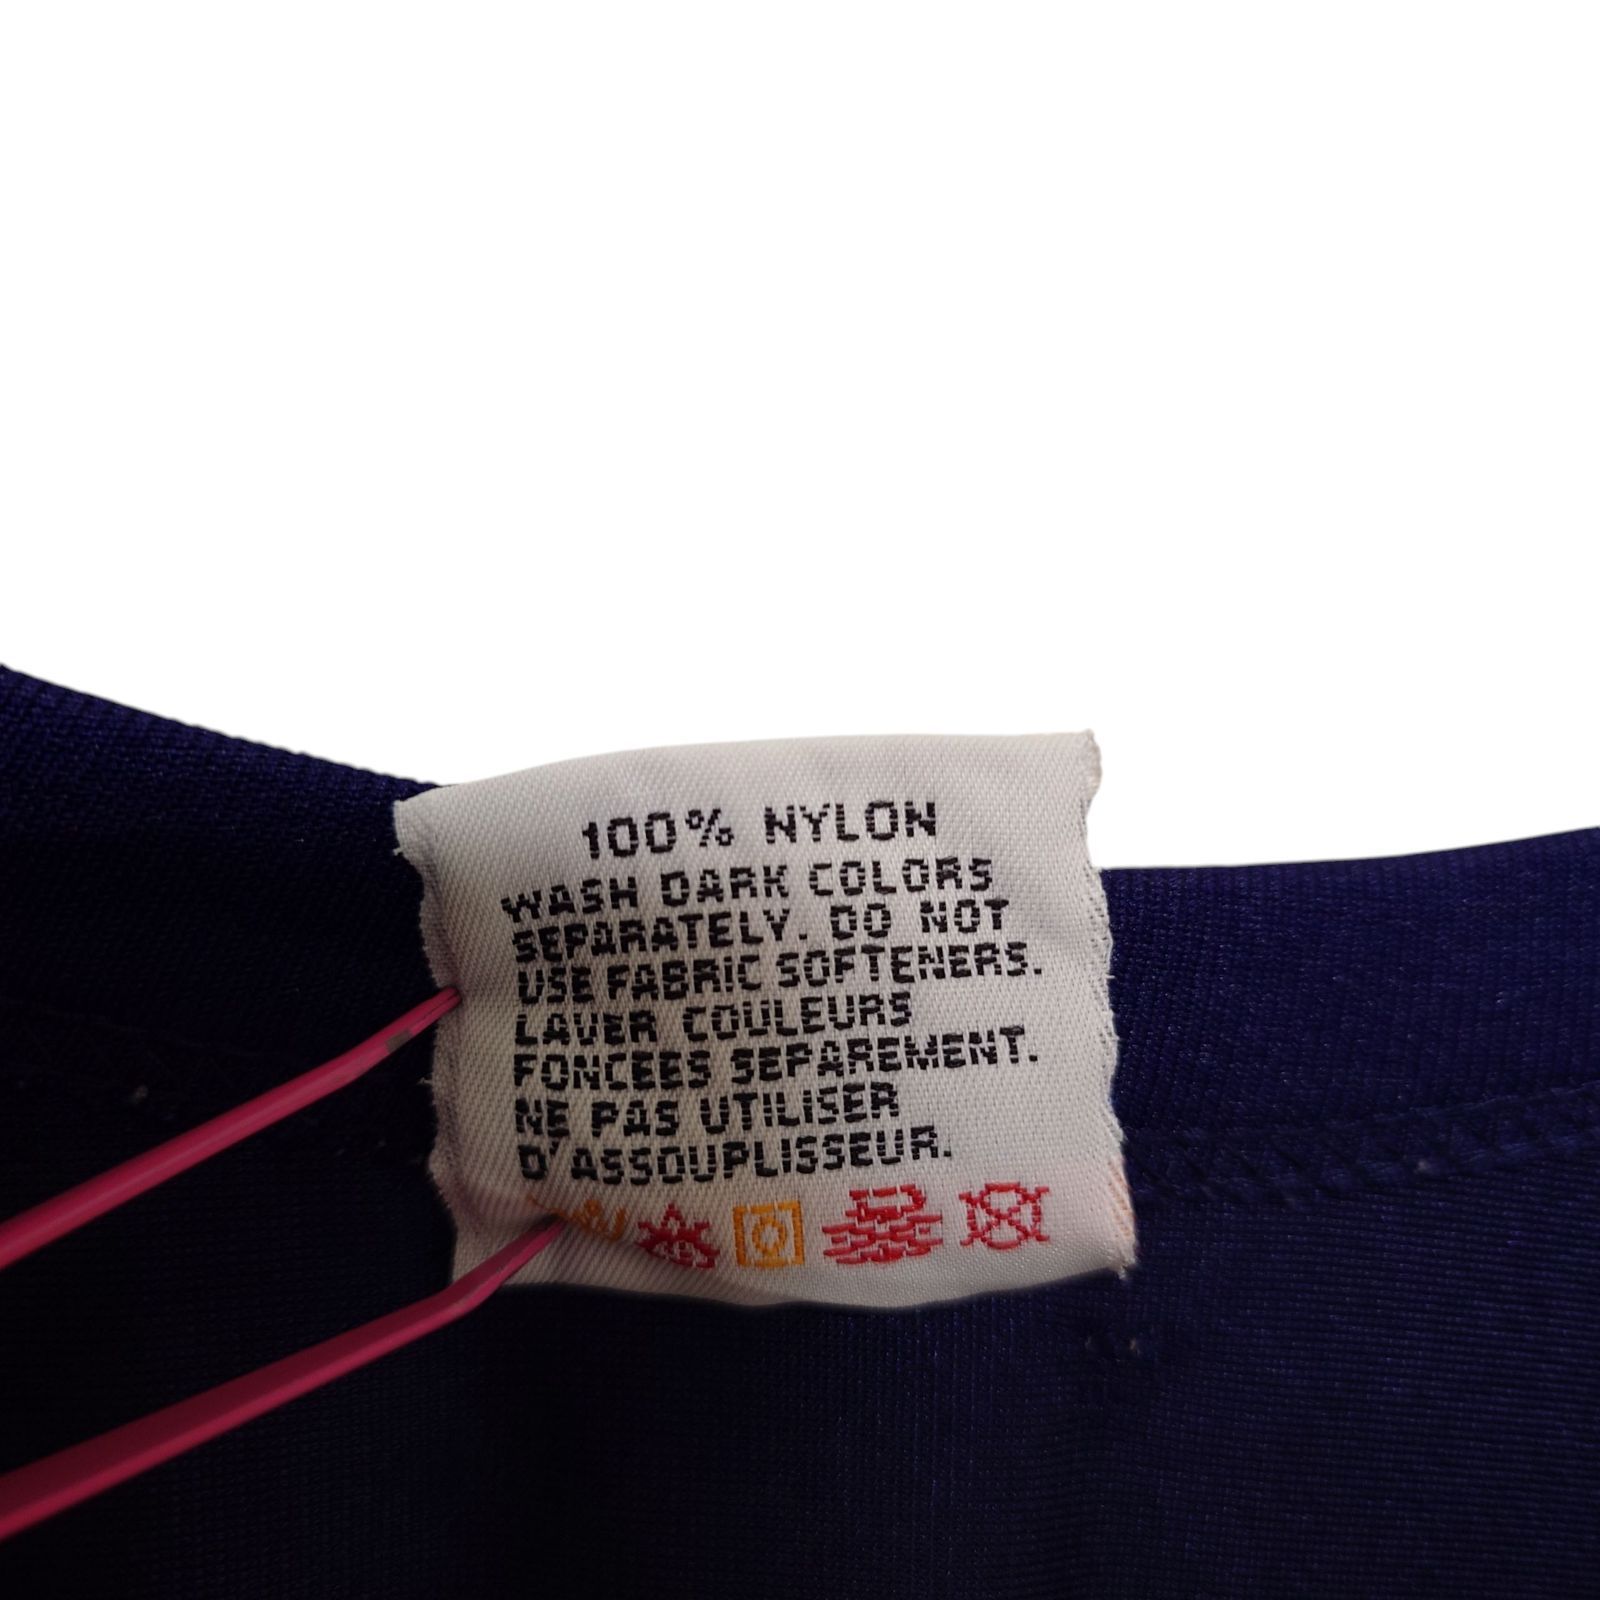 100% NYLON
WASH DARK COLORS
SEPARATELY. DO NOT
USE FABRIC SOFTENERS.
LAVER COULEURS
FONCEES SEPAREMENT.
NE PAS UTILISER
D'ASSOUPLISSEUR.